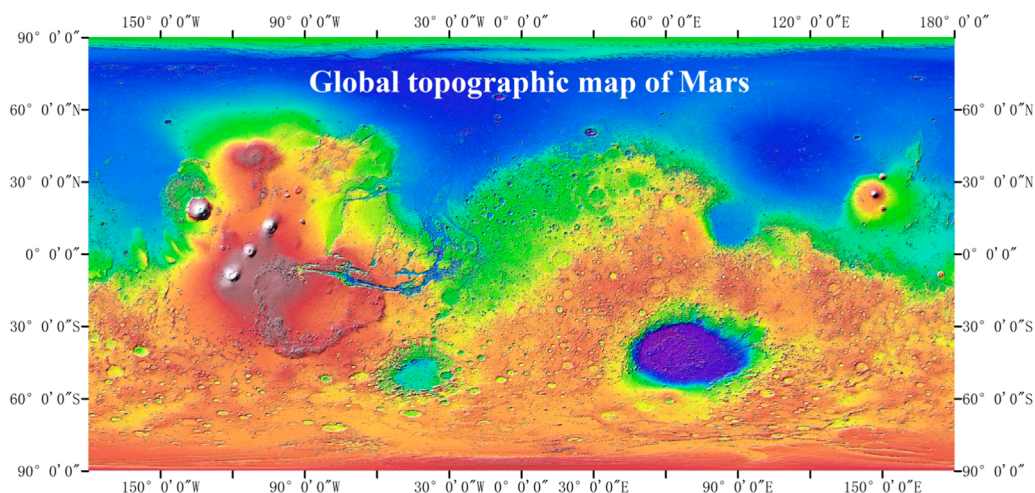 150° 0′0″W 90° 0′0″W 30° 0′0″W 0° 0′0″ 60° 0′0″E 120° 0′0″E 180° 0′0″
90° 0′0″ 0° 0′0″
Global topographic map of Mars
60° 0′0″N 60° 0′0″N
30° 0′0″N 30° 0′0″N
0° 0′0″ 0° 0′0″
30° 0′0″S 30° 0′0″S
60° 0′0″S 60° 0′0″S
90° 0′0″ 90° 0′0″
150° 0′0″W 90° 0′0″W 30° 0′0″W 0° 0′0″ 30° 0′0″E 90° 0′0″E 150° 0′0″E